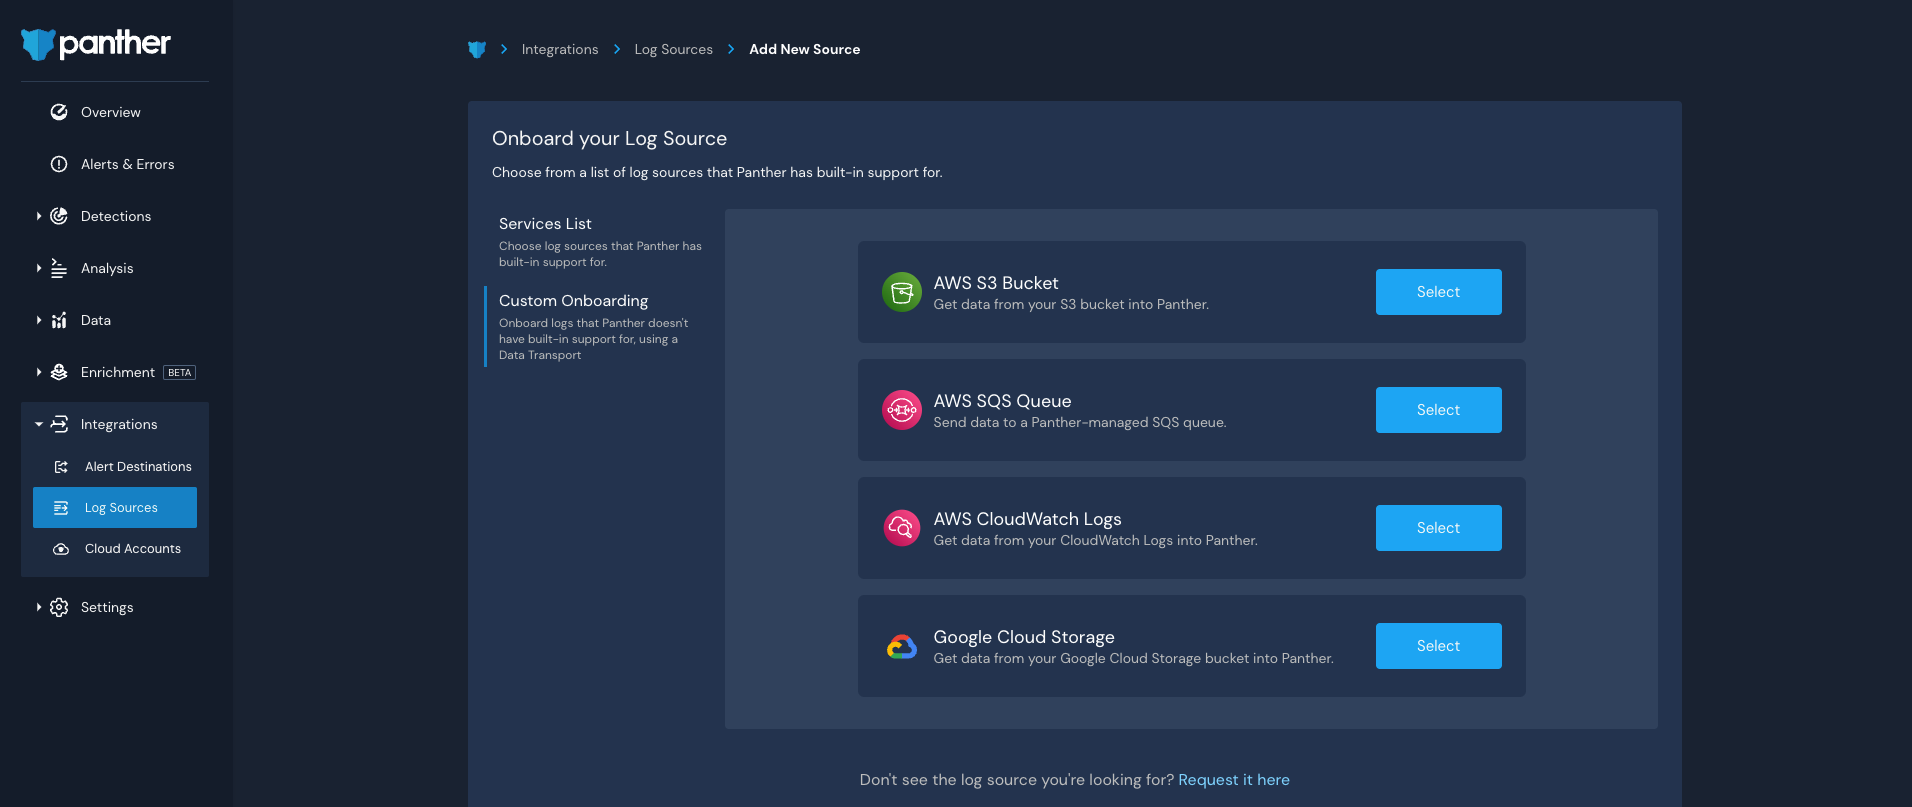 panther
Overview
Alerts & Errors
Detections
Analysis
Data
Enrichment BETA
Integrations
Alert Destinations
Log Sources
Cloud Accounts
Settings
Integrations Log Sources Add New Source
Onboard your Log Source
Choose from a list of log sources that Panther has built-in support for.
Services List
Choose log sources that Panther has
built-in support for.
Custom Onboarding
Onboard logs that Panther doesn't
have built-in support for, using a
Data Transport
AWS S3 Bucket
Get data from your S3 bucket into Panther.
Select
AWS SQS Queue
Send data to a Panther-managed SQS queue.
Select
AWS CloudWatch Logs
Get data from your CloudWatch Logs into Panther.
Select
Google Cloud Storage
Get data from your Google Cloud Storage bucket into Panther.
Select
Don't see the log source you're looking for? Request it here